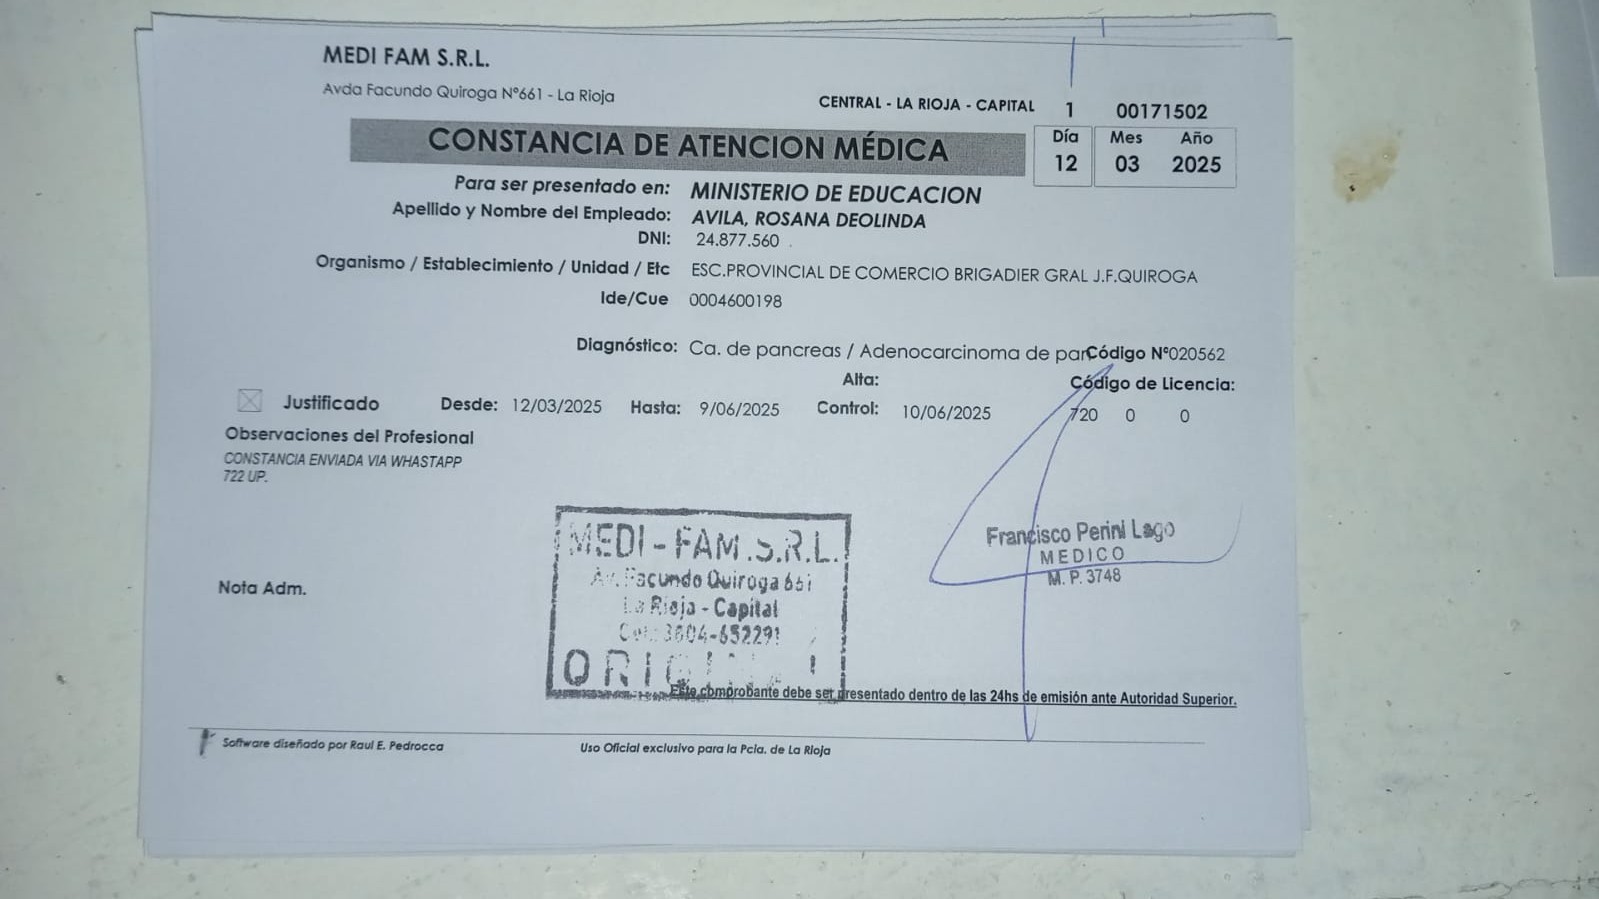 MEDI FAM S.R.L.
Avda Facundo Quiroga Nº661 - La Rioja
CENTRAL - LA RIOJA - CAPITAL 1 00171502
CONSTANCIA DE ATENCION MÉDICA
Día Mes Año
12 03 2025
Para ser presentado en: MINISTERIO DE EDUCACION
Apellido y Nombre del Empleado: AVILA, ROSANA DEOLINDA
DNI: 24.877.560
Organismo / Establecimiento / Unidad / Etc ESC.PROVINCIAL DE COMERCIO BRIGADIER GRAL J.F.QUIROGA
Ide/Cue 0004600198
Diagnóstico: Ca. de pancreas / Adenocarcinoma de pan Código Nº020562
Alta:
Código de Licencia:
Justificado Desde: 12/03/2025 Hasta: 9/06/2025 Control: 10/06/2025 720 0 0
Observaciones del Profesional
CONSTANCIA ENVIADA VIA WHASTAPP
722 UP.
MEDI - FAM .S.R.L.
Av. Facundo Quiroga 661
La Rioja - Capital
Cel.: 3804-652291
Francisco Perini Lago
MEDICO
M. P. 3748
Nota Adm.
Este comprobante debe ser presentado dentro de las 24hs de emisión ante Autoridad Superior.
Software diseñado por Raul E. Pedrocca
Uso Oficial exclusivo para la Pcia. de La Rioja